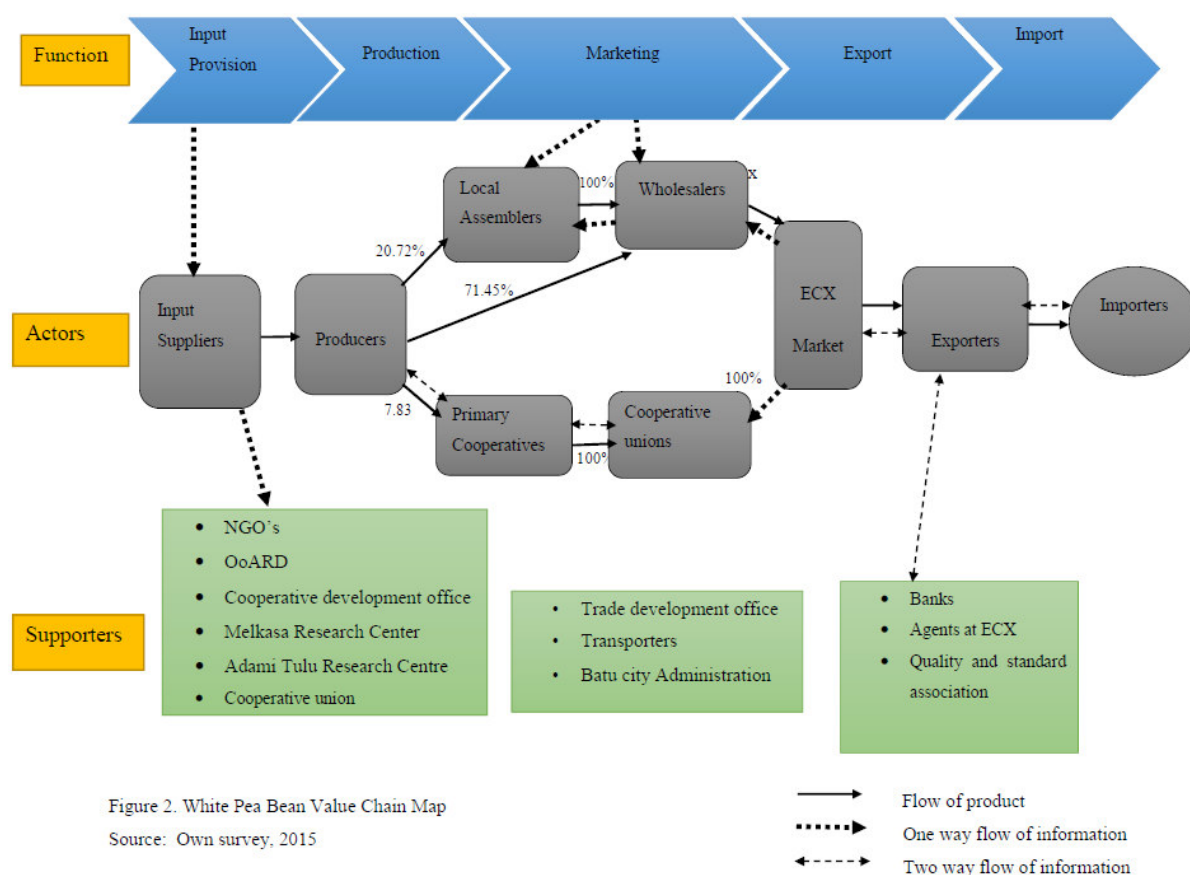 Function
Input
Provision
Production
Marketing
Export
Import
Local
Assemblers
100%
Wholesalers
x
20.72%
71.45%
Actors
Input
Suppliers
Producers
ECX
Market
Exporters
Importers
7.83
Primary
Cooperatives
100%
Cooperative
unions
100%
Supporters
• NGO's
• OoARD
• Cooperative development office
• Melkasa Research Center
• Adami Tulu Research Centre
• Cooperative union
• Trade development office
• Transporters
• Batu city Administration
• Banks
• Agents at ECX
• Quality and standard
association
Figure 2. White Pea Bean Value Chain Map
Source: Own survey, 2015
Flow of product
One way flow of information
Two way flow of information